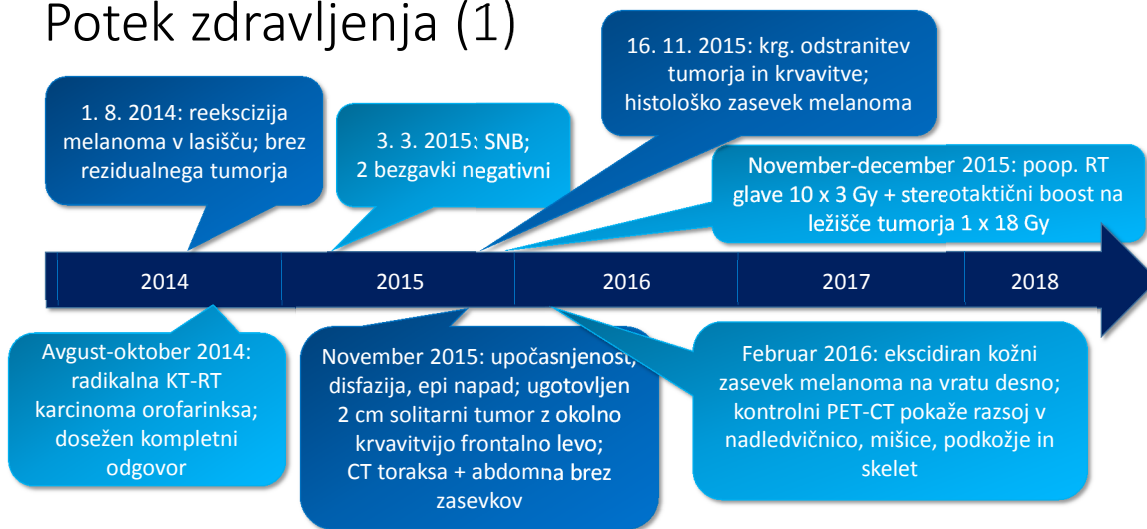 Potek zdravljenja (1)
1. 8. 2014: reekscizija
melanoma v lasišču; brez
rezidualnega tumorja
3. 3. 2015: SNB;
2 bezgavki negativni
16. 11. 2015: krg. odstranitev
tumorja in krvavitve;
histološko zasevek melanoma
November-december 2015: poop. RT
glave 10 x 3 Gy + stereotaktični boost na
ležišče tumorja 1 x 18 Gy
2014 2015 2016 2017 2018
Avgust-oktober 2014:
radikalna KT-RT
karcinoma orofarinksa;
dosežen kompletni
odgovor
November 2015: upočasnjenost,
disfazija, epi napad; ugotovljen
2 cm solitarni tumor z okolno
krvavitvijo frontalno levo;
CT toraksa + abdomna brez
zasevkov
Februar 2016: ekscidiran kožni
zasevek melanoma na vratu desno;
kontrolni PET-CT pokaže razsoj v
nadledvičnico, mišice, podkožje in
skelet